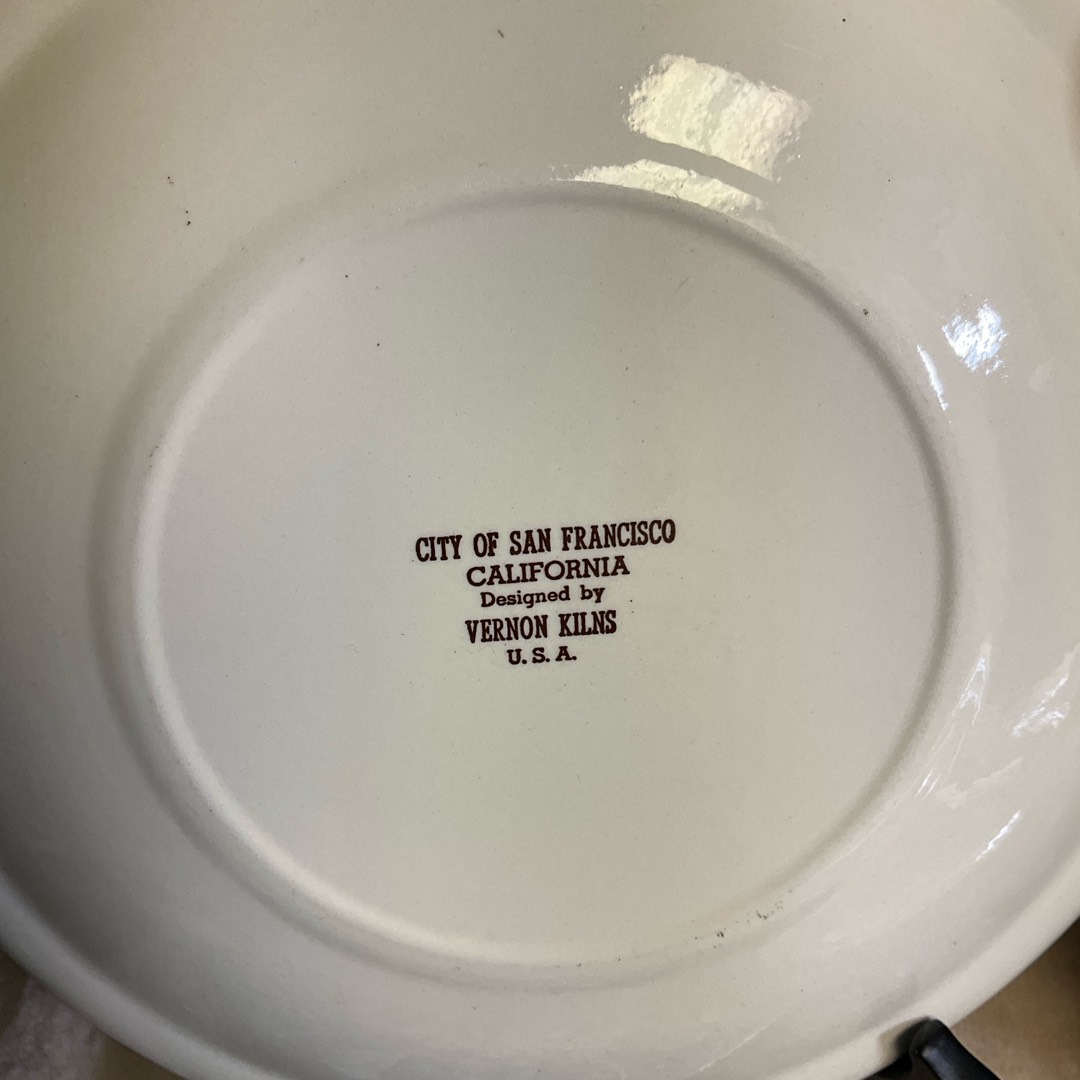 CITY OF SAN FRANCISCO
CALIFORNIA
Designed by
VERNON KILNS
U. S. A.